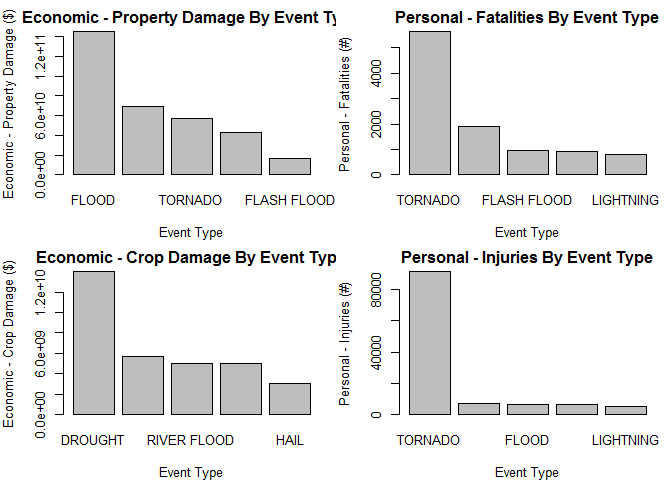 Economic - Property Damage By Event Ty
Economic - Property Damage ($)
0.0e+00
6.0e+10
1.2e+11
FLOOD
TORNADO
FLASH FLOOD
Event Type
Personal - Fatalities By Event Type
Personal - Fatalities (#)
0
2000
4000
TORNADO
FLASH FLOOD
LIGHTNING
Event Type
Economic - Crop Damage By Event Typ
Economic - Crop Damage ($)
0.0e+00
6.0e+09
1.2e+10
DROUGHT
RIVER FLOOD
HAIL
Event Type
Personal - Injuries By Event Type
Personal - Injuries (#)
0
40000
80000
TORNADO
FLOOD
LIGHTNING
Event Type